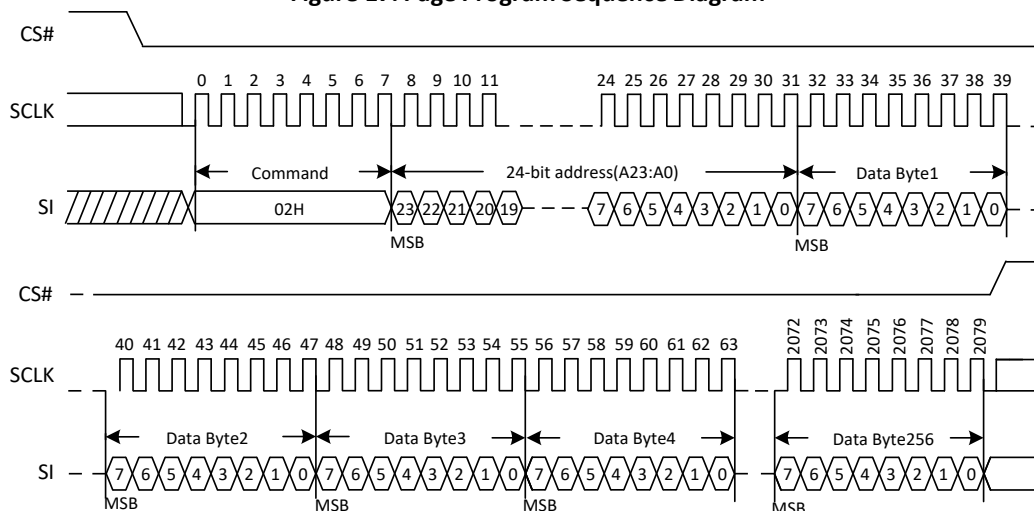 CS#
0 1 2 3 4 5 6 7 8 9 10 11 24 25 26 27 28 29 30 31 32 33 34 35 36 37 38 39
SCLK
Command 24-bit address(A23:A0) Data Byte1
SI 02H 23 22 21 20 19 7 6 5 4 3 2 1 0 7 6 5 4 3 2 1 0
MSB MSB
CS#
40 41 42 43 44 45 46 47 48 49 50 51 52 53 54 55 56 57 58 59 60 61 62 63 2072 2073 2074 2075 2076 2077 2078 2079
SCLK
Data Byte2 Data Byte3 Data Byte4 Data Byte256
SI 7 6 5 4 3 2 1 0 7 6 5 4 3 2 1 0 7 6 5 4 3 2 1 0 7 6 5 4 3 2 1 0
MSB MSB MSB MSB